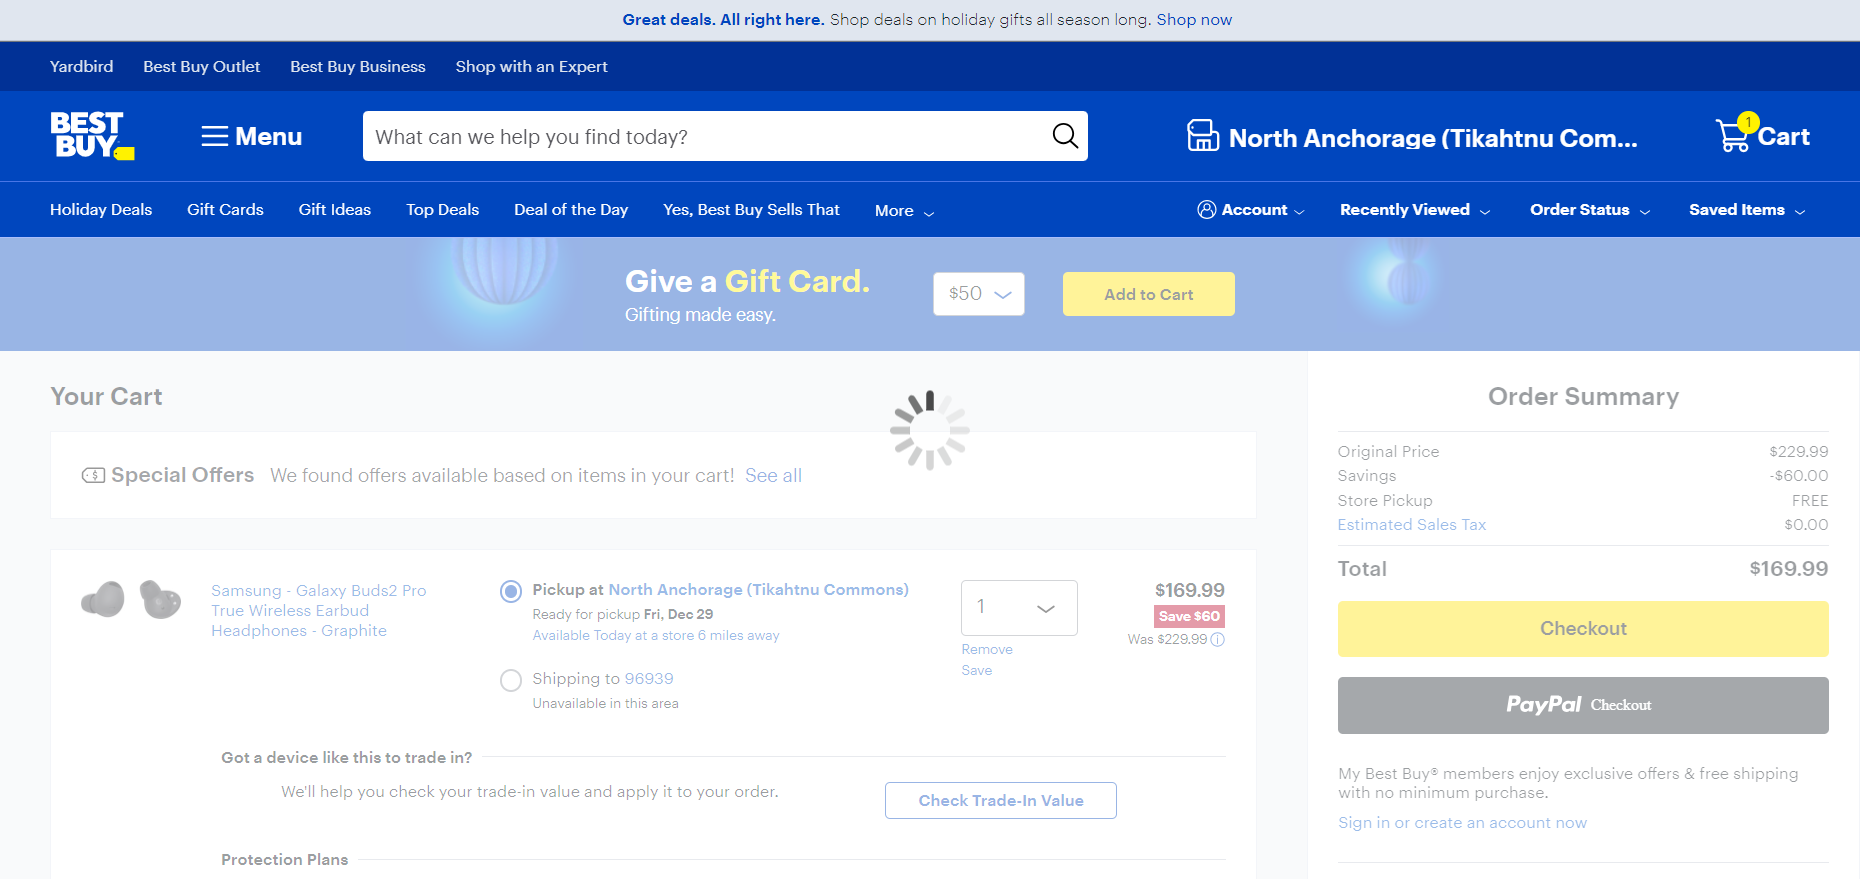 Great deals. All right here. Shop deals on holiday gifts all season long. Shop now
Yardbird Best Buy Outlet Best Buy Business Shop with an Expert
BEST BUY
Menu
What can we help you find today?
North Anchorage (Tikahtnu Com...
1
Cart
Holiday Deals Gift Cards Gift Ideas Top Deals Deal of the Day Yes, Best Buy Sells That More
Account Recently Viewed Order Status Saved Items
Give a Gift Card.
Gifting made easy.
$50
Add to Cart
Your Cart
Special Offers We found offers available based on items in your cart! See all
Samsung - Galaxy Buds2 Pro
True Wireless Earbud
Headphones - Graphite
Pickup at North Anchorage (Tikahtnu Commons)
Ready for pickup Fri, Dec 29
Available Today at a store 6 miles away
Shipping to 96939
Unavailable in this area
1
Remove
Save
$169.99
Save $60
Was $229.99
Got a device like this to trade in?
We'll help you check your trade-in value and apply it to your order.
Check Trade-In Value
Protection Plans
Order Summary
Original Price $229.99
Savings -$60.00
Store Pickup FREE
Estimated Sales Tax $0.00
Total $169.99
Checkout
PayPal Checkout
My Best Buy® members enjoy exclusive offers & free shipping
with no minimum purchase.
Sign in or create an account now